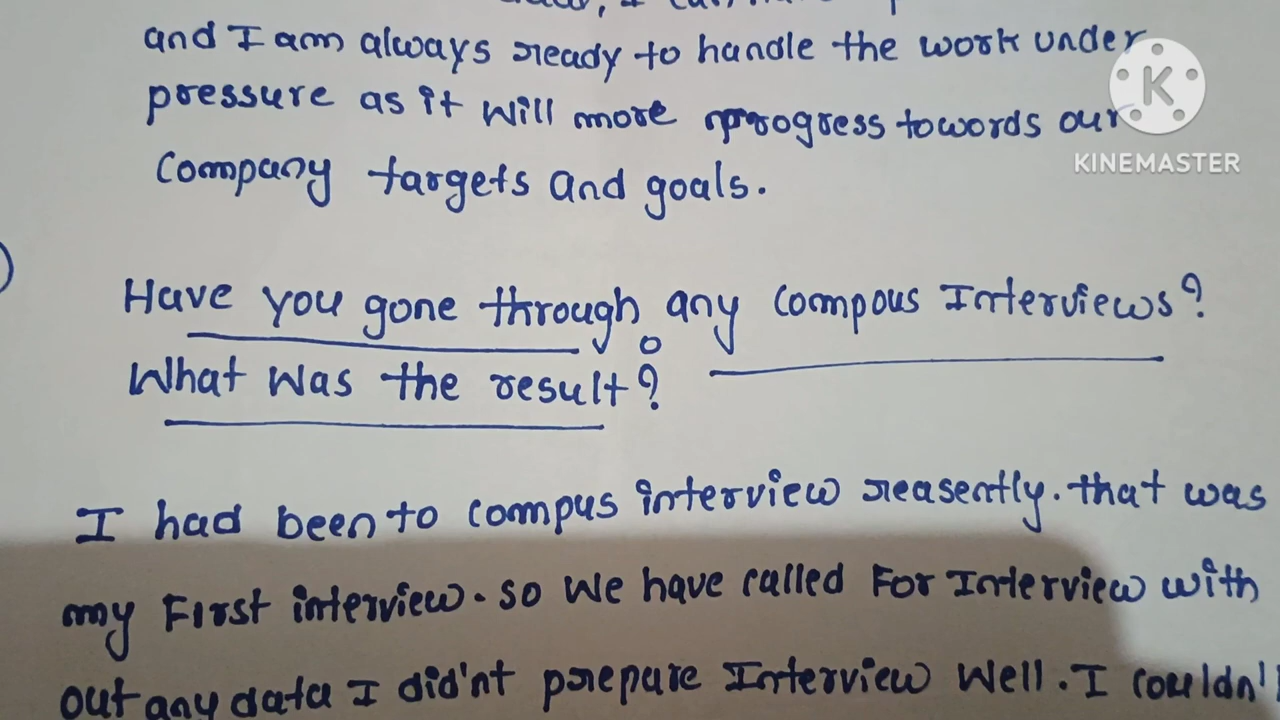 and I am always ready to handle the work under
pressure as it will more progress towords our
K
KINEMASTER
Company targets and goals.
Have you gone through any compous Interviews?
What was the result?
I had been to compus interview reasently. that was
my First interview. so we have called For Interview with
out any data I did'nt prepare Interview well. I couldn't